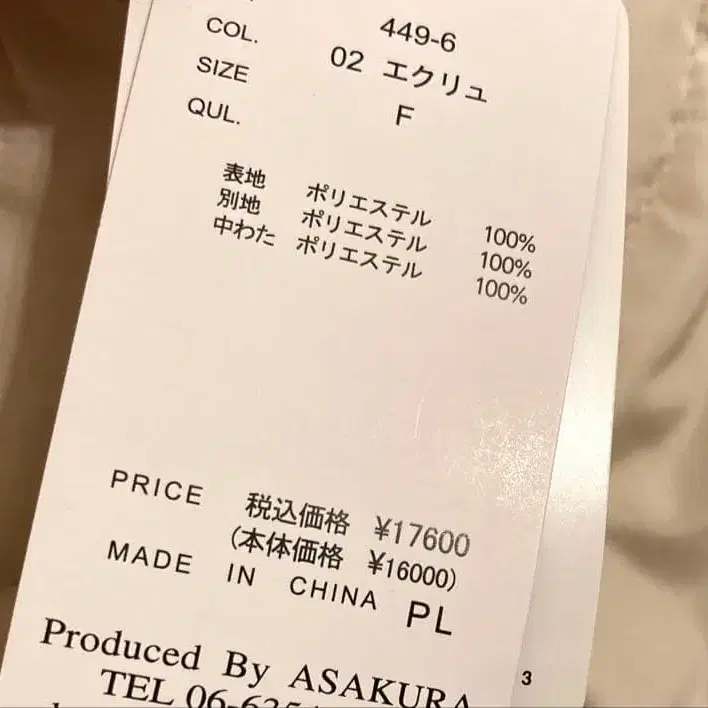 449-6
COL. 02 エクリュ
SIZE F
QUL.
表地 ポリエステル 100%
別地 ポリエステル 100%
中わた ポリエステル 100%
PRICE 税込価格 ¥17600
(本体価格 ¥16000)
MADE IN CHINA PL
Produced By ASAKURA
TEL 06-6354
3